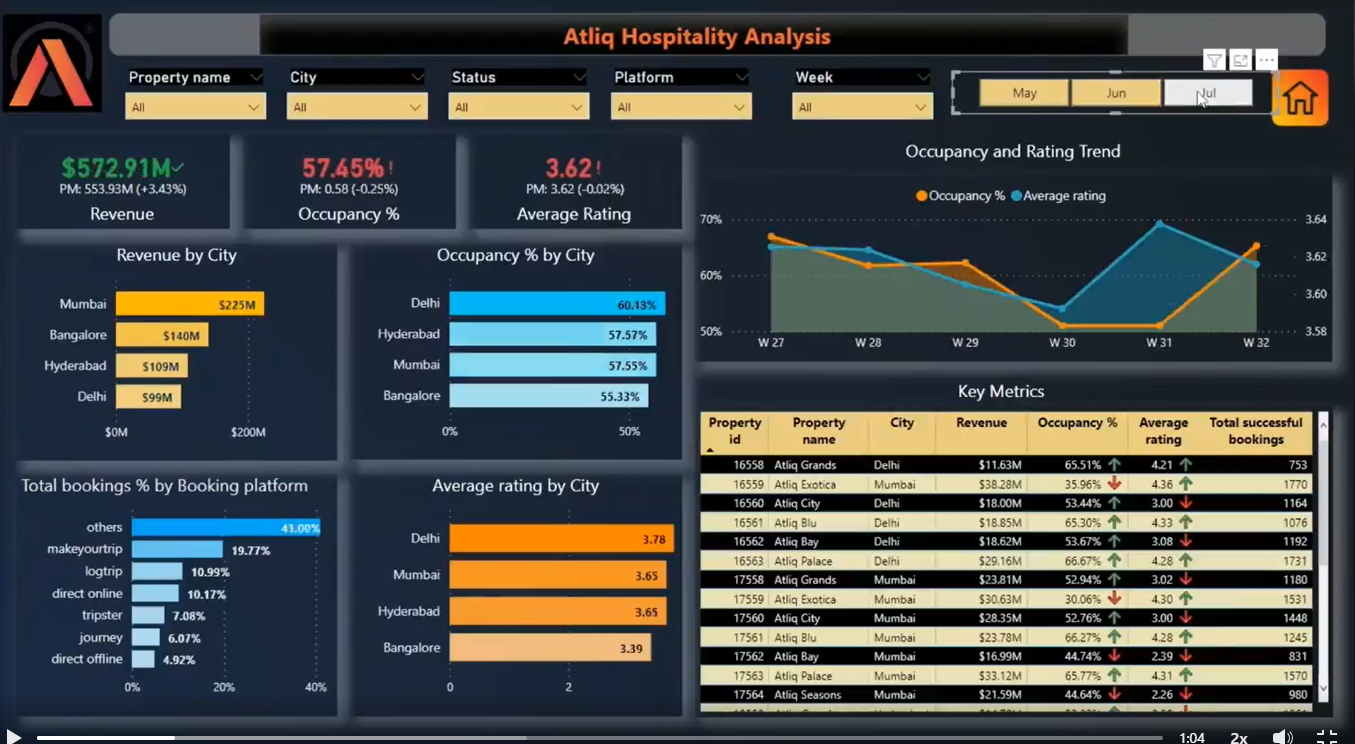 Atliq Hospitality Analysis
Property name City Status Platform Week
All All All All All
May Jun Jul
$572.91M
PM: 553.93M (+3.43%)
Revenue
57.45%!
PM: 0.58 (-0.25%)
Occupancy %
3.62!
PM: 3.62 (-0.02%)
Average Rating
Revenue by City
Mumbai $225M
Bangalore $140M
Hyderabad $109M
Delhi $99M
$0M $200M
Occupancy % by City
Delhi 60.13%
Hyderabad 57.57%
Mumbai 57.55%
Bangalore 55.33%
0% 50%
Occupancy and Rating Trend
Occupancy % Average rating
70% 3.64
3.62
60%
3.60
50% 3.58
W 27 W 28 W 29 W 30 W 31 W 32
Total bookings % by Booking platform
others 41.00%
makeyourtrip 19.77%
logtrip 10.99%
direct online 10.17%
tripster 7.08%
journey 6.07%
direct offline 4.92%
0% 20% 40%
Average rating by City
Delhi 3.78
Mumbai 3.65
Hyderabad 3.65
Bangalore 3.39
0 2
Key Metrics
Property id Property name City Revenue Occupancy % Average rating Total successful bookings
16558 Atliq Grands Delhi $11.63M 65.51% 4.21 753
16559 Atliq Exotica Mumbai $38.28M 35.96% 4.36 1770
16560 Atliq City Delhi $18.00M 53.44% 3.00 1164
16561 Atliq Blu Delhi $18.85M 65.30% 4.33 1076
16562 Atliq Bay Delhi $18.62M 53.67% 3.08 1192
16563 Atliq Palace Delhi $29.16M 66.67% 4.28 1731
17558 Atliq Grands Mumbai $23.81M 52.94% 3.02 1180
17559 Atliq Exotica Mumbai $30.63M 30.06% 4.30 1531
17560 Atliq City Mumbai $28.35M 52.76% 3.00 1448
17561 Atliq Blu Mumbai $23.78M 66.27% 4.28 1245
17562 Atliq Bay Mumbai $16.99M 44.74% 2.39 831
17563 Atliq Palace Mumbai $33.12M 65.77% 4.31 1570
17564 Atliq Seasons Mumbai $21.59M 44.64% 2.26 980
1:04 2x